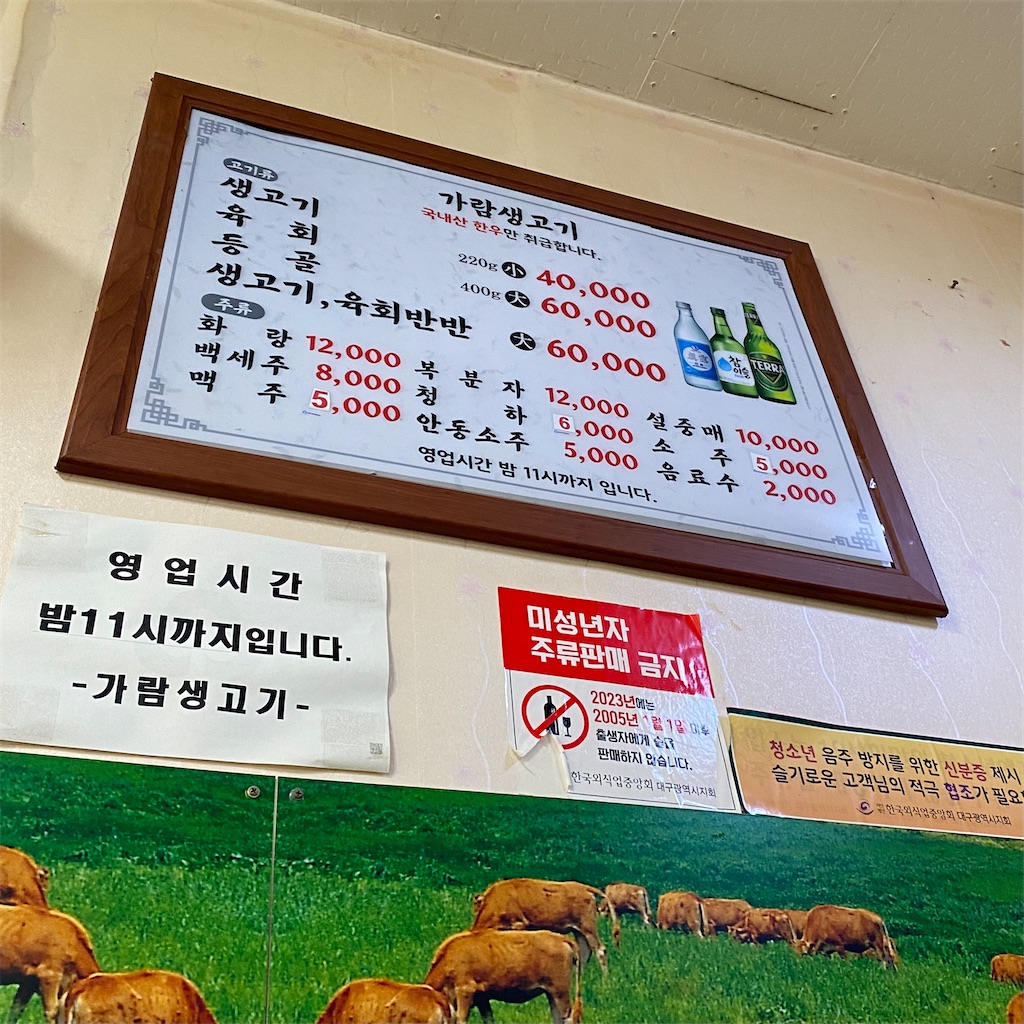 가람생고기
국내산 한우만 취급합니다.
고기류
생고기
육 회
등 골
220g 小 40,000
400g 大 60,000
생고기,육회반반 大 60,000
주류
화 랑 12,000 복 분 자 12,000 설중매 10,000
백세주 8,000 청 하 6,000 소 주 5,000
맥 주 5,000 안동소주 5,000 음료수 2,000
영업시간 밤 11시까지 입니다.
참이슬
TERRA
영업시간
밤11시까지입니다.
-가람생고기-
미성년자
주류판매 금지
2023년에는
2005년 1월 1일 이후
출생자에게 술을
판매하지 않습니다.
한국외식업중앙회 대구광역시지회
청소년 음주 방지를 위한 신분증 제시
슬기로운 고객님의 적극 협조가 필요
한국외식업중앙회 대구광역시지회